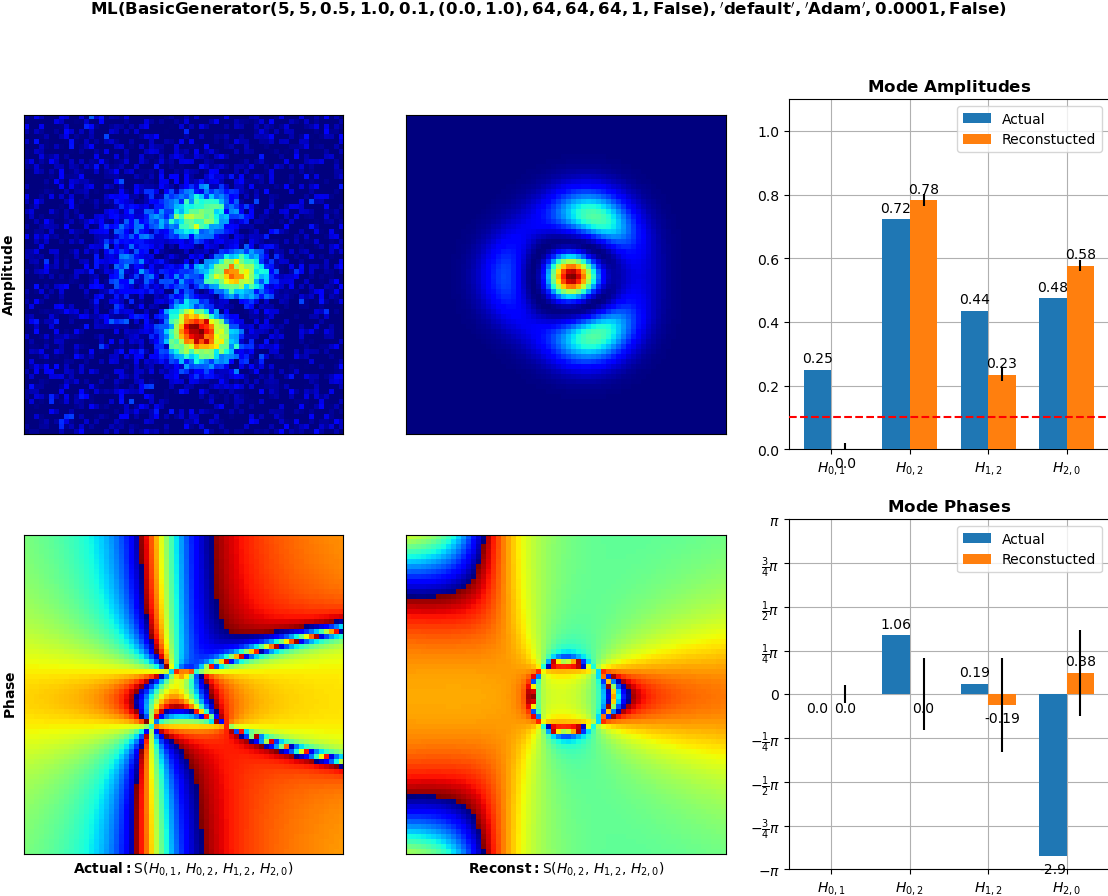 ML(BasicGenerator(5, 5, 0.5, 1.0, 0.1, (0.0, 1.0), 64, 64, 64, 1, False), ′default′, ′Adam′, 0.0001, False)
Amplitude
Mode Amplitudes
Actual
Reconstucted
1.0
0.8
0.6
0.4
0.2
0.0
0.25
0.0
0.72
0.78
0.44
0.23
0.48
0.58
H0,1
H0,2
H1,2
H2,0
Phase
Actual: S(H0,1, H0,2, H1,2, H2,0)
Reconst: S(H0,2, H1,2, H2,0)
Mode Phases
Actual
Reconstucted
π
3/4π
1/2π
1/4π
0
−1/4π
−1/2π
−3/4π
−π
0.0
0.0
1.06
0.0
0.19
-0.19
-2.9
0.38
H0,1
H0,2
H1,2
H2,0